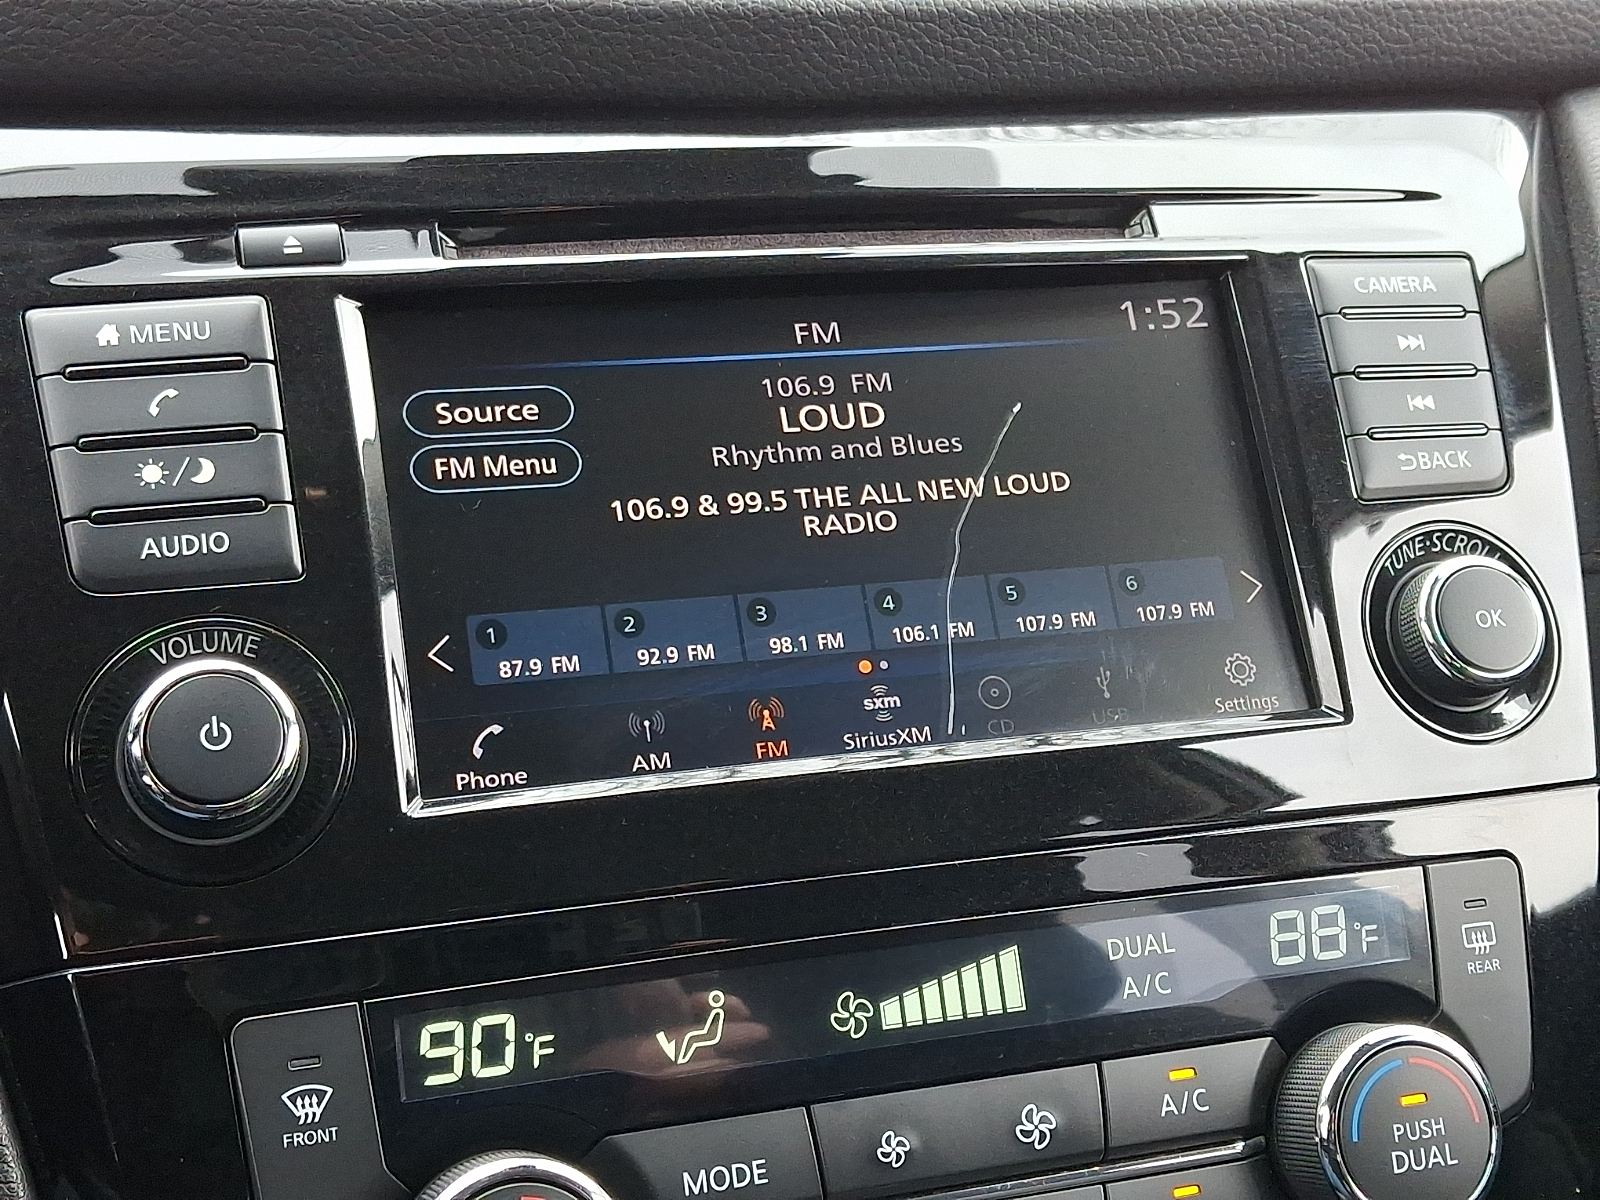 MENU
AUDIO
VOLUME
FM
1:52
Source
FM Menu
106.9 FM
LOUD
Rhythm and Blues
106.9 & 99.5 THE ALL NEW LOUD
RADIO
1
87.9 FM
2
92.9 FM
3
98.1 FM
4
106.1 FM
5
107.9 FM
6
107.9 FM
Phone
AM
FM
sxm
SiriusXM
CD
USB
Settings
CAMERA
BACK
TUNE·SCROLL
OK
90°F
DUAL
A/C
88°F
REAR
FRONT
MODE
A/C
PUSH
DUAL